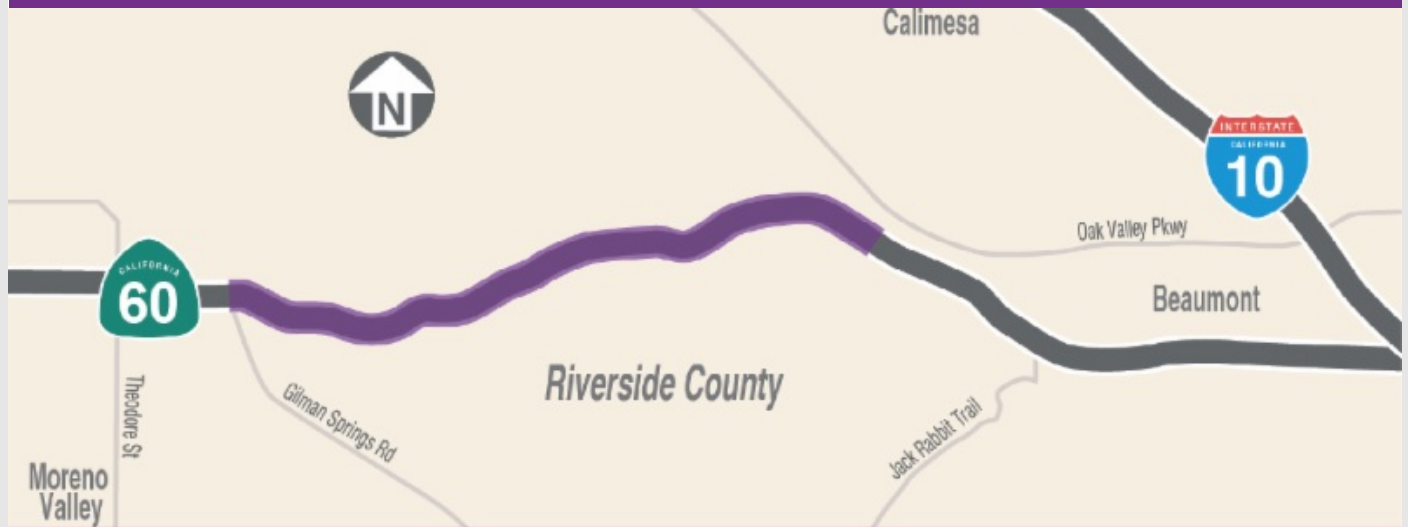 Calimesa
N
INTERSTATE
CALIFORNIA
10
Oak Valley Pkwy
CALIFORNIA
60
Beaumont
Riverside County
Theodore St
Gilman Springs Rd
Jack Rabbit Trail
Moreno
Valley